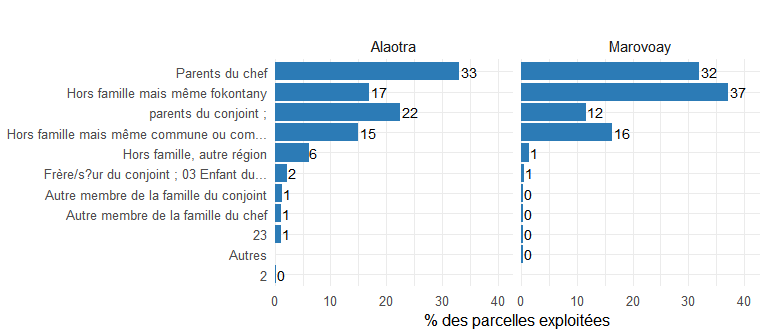 Alaotra Marovoay
Parents du chef 33 32
Hors famille mais même fokontany 17 37
parents du conjoint ; 22 12
Hors famille mais même commune ou com... 15 16
Hors famille, autre région 6 1
Frère/s?ur du conjoint ; 03 Enfant du... 2 1
Autre membre de la famille du conjoint 1 0
Autre membre de la famille du chef 1 0
23 1 0
Autres 0
2 0
0 10 20 30 40 0 10 20 30 40
% des parcelles exploitées